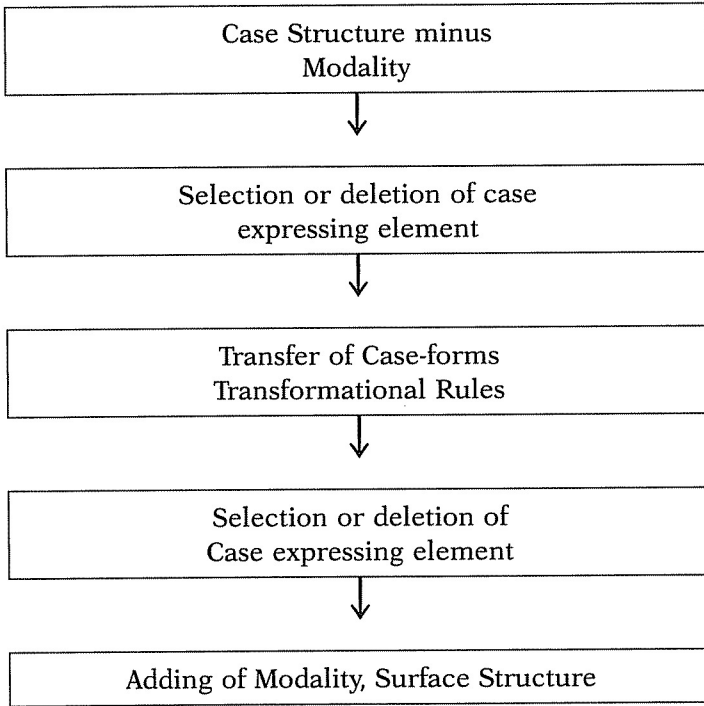 Case Structure minus
Modality
Selection or deletion of case
expressing element
Transfer of Case-forms
Transformational Rules
Selection or deletion of
Case expressing element
Adding of Modality, Surface Structure